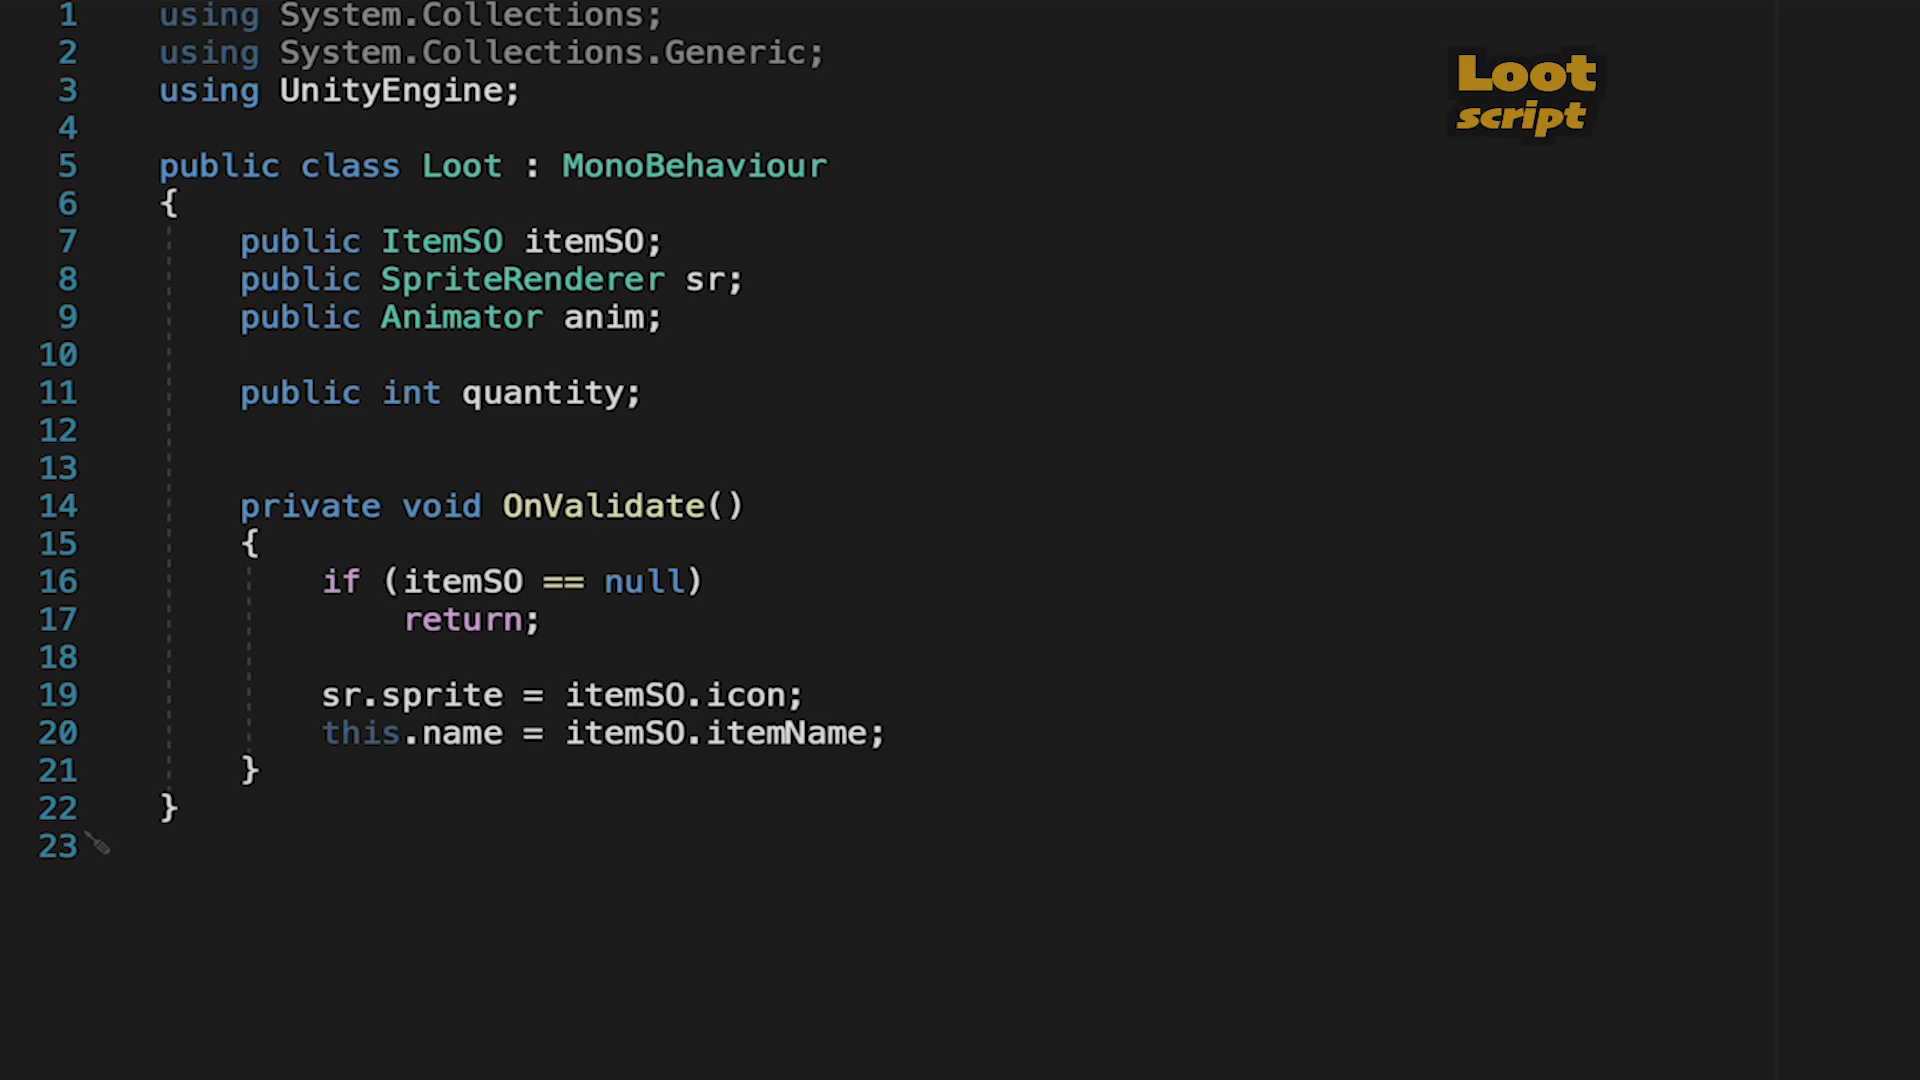 1 using System.Collections;
2 using System.Collections.Generic;
3 using UnityEngine;
4
5 public class Loot : MonoBehaviour
6 {
7 public ItemSO itemSO;
8 public SpriteRenderer sr;
9 public Animator anim;
10
11 public int quantity;
12
13
14 private void OnValidate()
15 {
16 if (itemSO == null)
17 return;
18
19 sr.sprite = itemSO.icon;
20 this.name = itemSO.itemName;
21 }
22 }
23
Loot
script